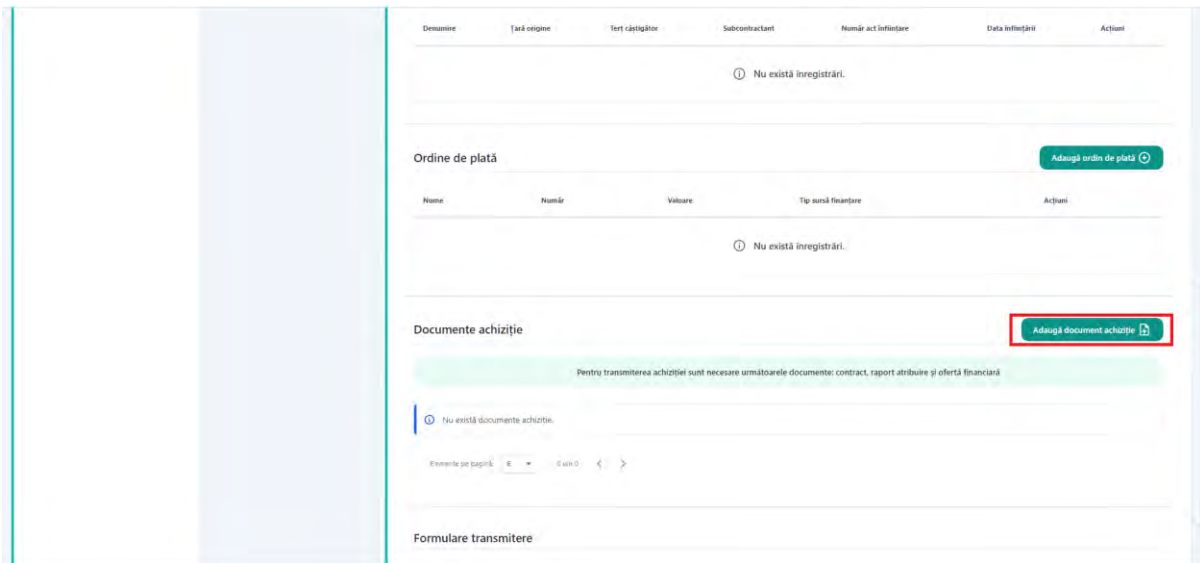 Denumire Țară origine Terț câștigător Subcontractant Număr act înființare Data înființării Acțiuni
Nu există înregistrări.
Ordine de plată Adaugă ordin de plată
Nume Număr Valoare Tip sursă finanțare Acțiuni
Nu există înregistrări.
Documente achiziție Adaugă document achiziție
Pentru transmiterea achiziției sunt necesare următoarele documente: contract, raport atribuire și ofertă financiară
Nu există documente achiziție.
Elemente pe pagină: 0 din 0
Formulare transmitere